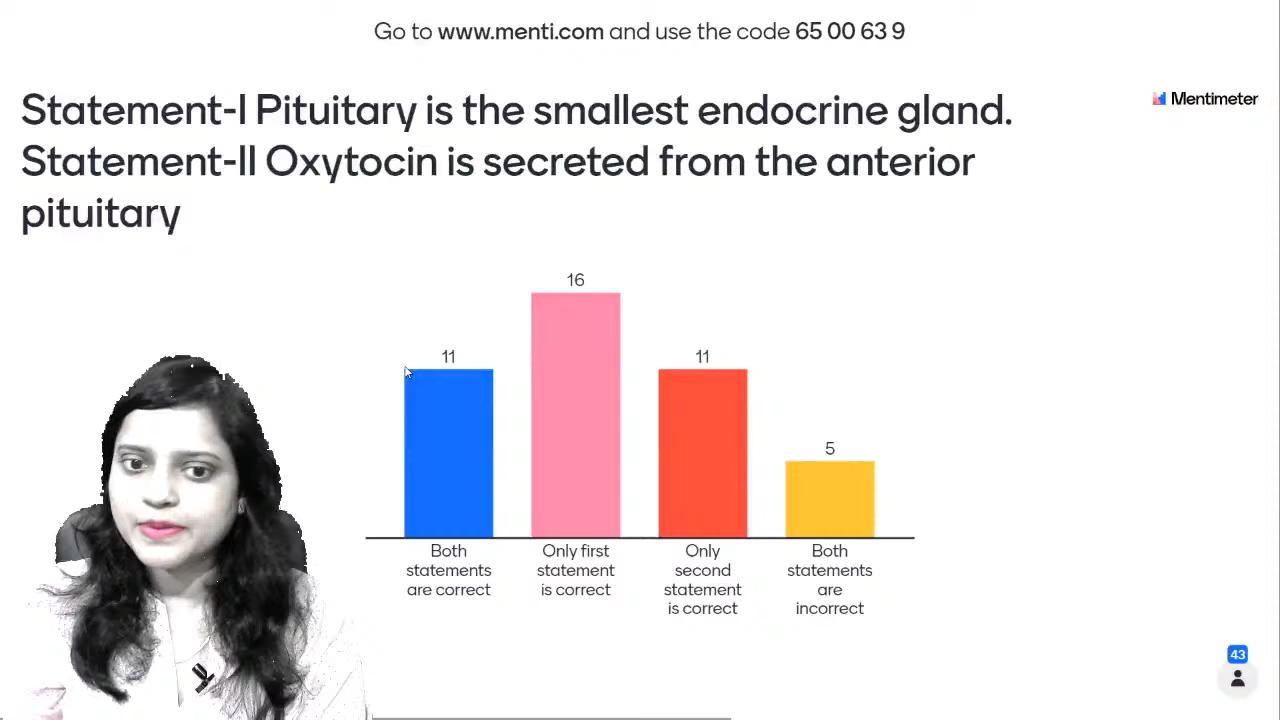 Go to www.menti.com and use the code 65 00 63 9
Mentimeter
Statement-I Pituitary is the smallest endocrine gland.
Statement-II Oxytocin is secreted from the anterior
pituitary
11
16
11
5
Both
statements
are correct
Only first
statement
is correct
Only
second
statement
is correct
Both
statements
are
incorrect
43